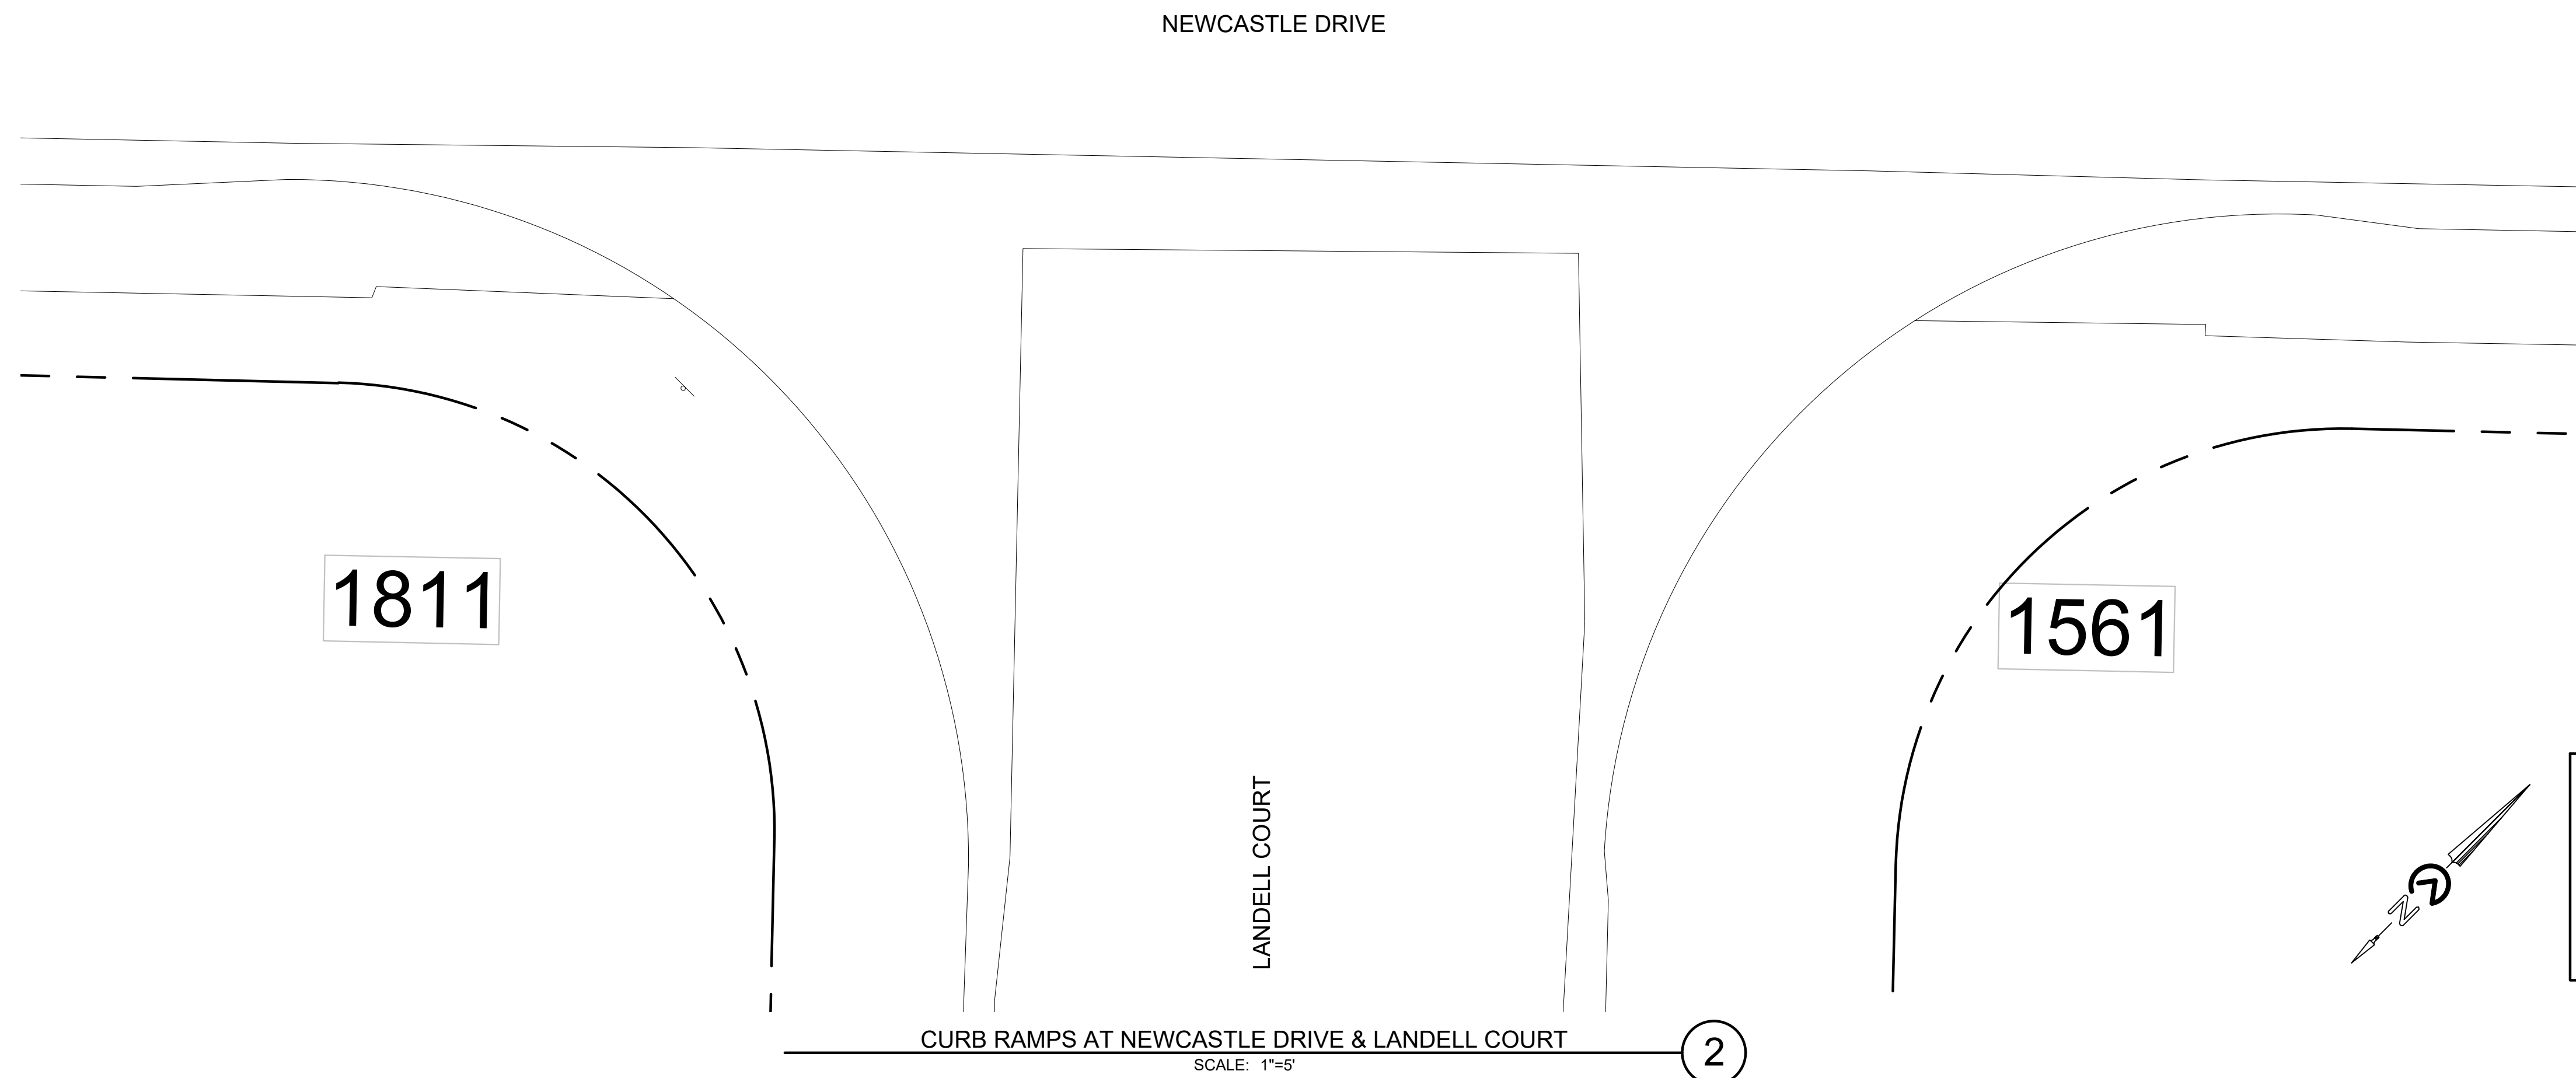 NEWCASTLE DRIVE
1811
1561
LANDELL COURT
N
CURB RAMPS AT NEWCASTLE DRIVE & LANDELL COURT
2
SCALE: 1"=5'